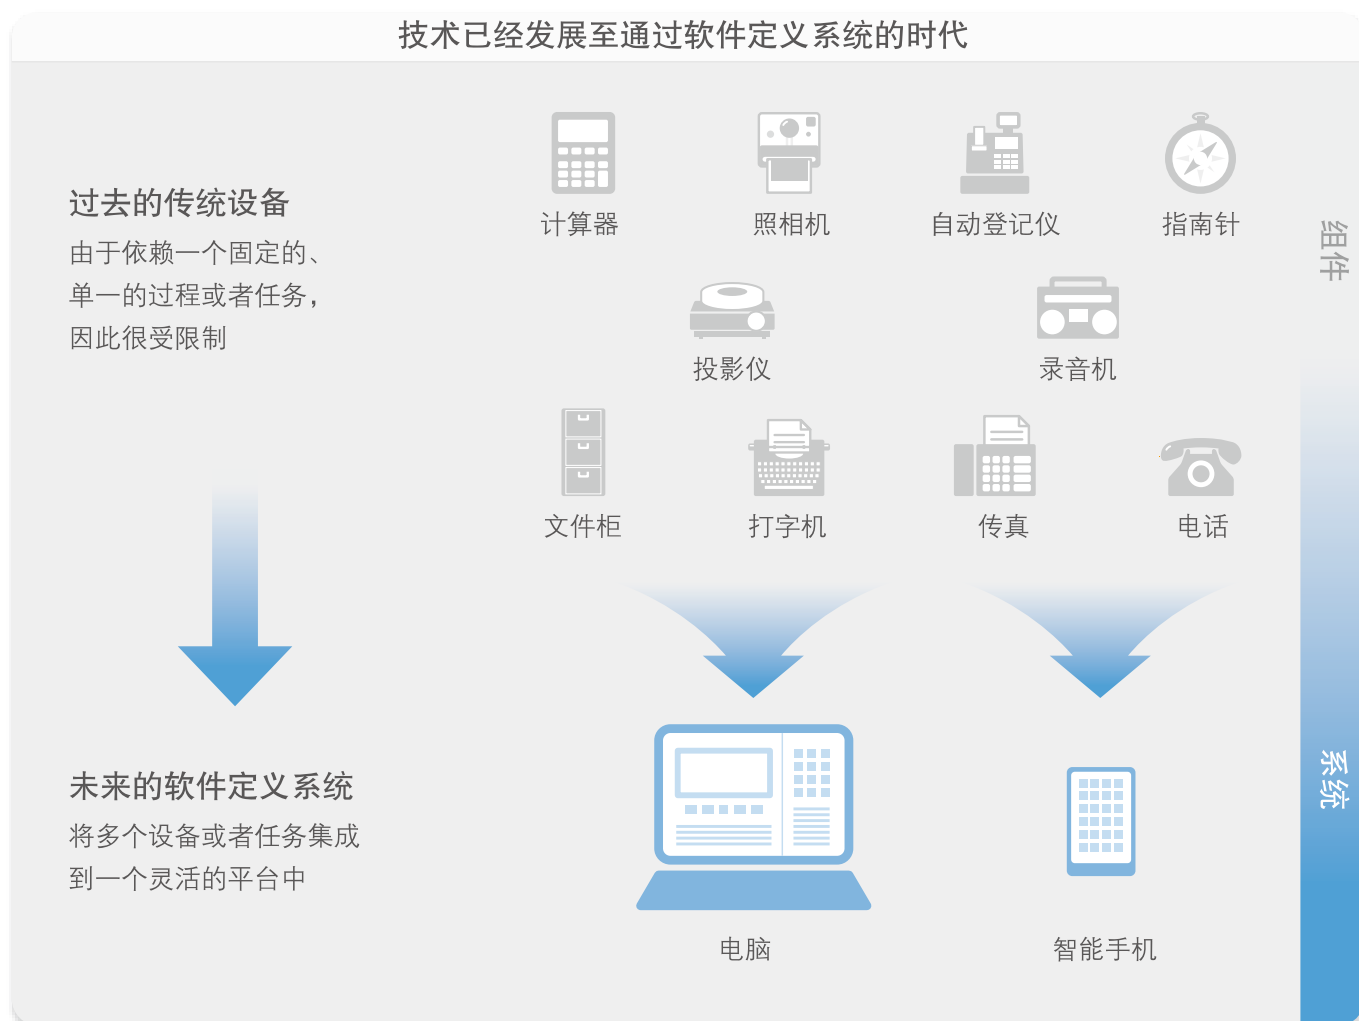 技术已经发展至通过软件定义系统的时代
过去的传统设备
由于依赖一个固定的、
单一的过程或者任务，
因此很受限制
计算器
照相机
自动登记仪
指南针
投影仪
录音机
文件柜
打字机
传真
电话
组件
未来的软件定义系统
将多个设备或者任务集成
到一个灵活的平台中
电脑
智能手机
系统